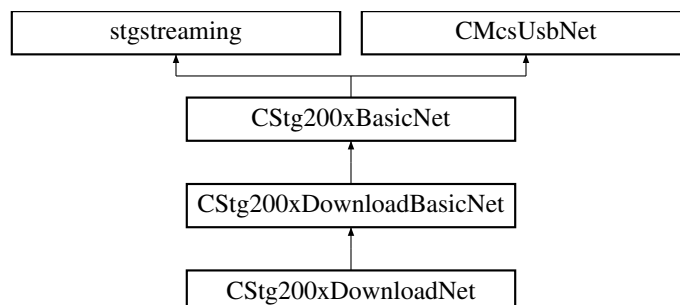 stgstreaming
CMcsUsbNet
CStg200xBasicNet
CStg200xDownloadBasicNet
CStg200xDownloadNet